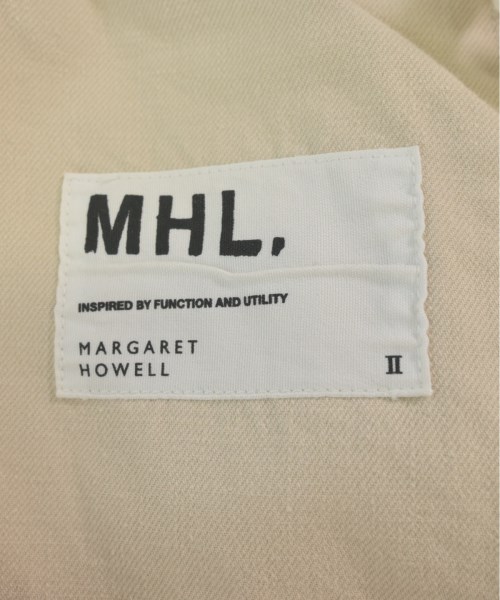 MHL.
INSPIRED BY FUNCTION AND UTILITY
MARGARET
HOWELL
II